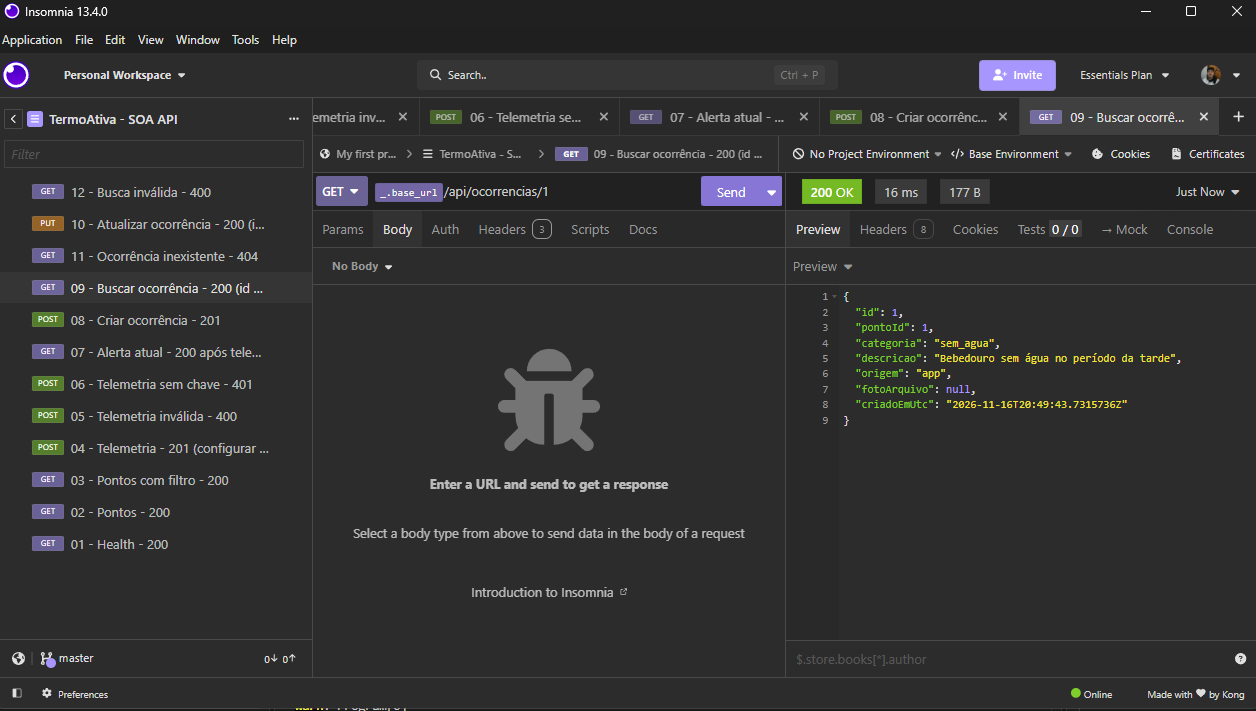 Insomnia 13.4.0
Application File Edit View Window Tools Help
Personal Workspace
Search..
Ctrl + P
Invite
Essentials Plan
TermoAtiva - SOA API
Filter
GET 12 - Busca inválida - 400
PUT 10 - Atualizar ocorrência - 200 (i...
GET 11 - Ocorrência inexistente - 404
GET 09 - Buscar ocorrência - 200 (id ...
POST 08 - Criar ocorrência - 201
GET 07 - Alerta atual - 200 após tele...
POST 06 - Telemetria sem chave - 401
POST 05 - Telemetria inválida - 400
POST 04 - Telemetria - 201 (configurar ...
GET 03 - Pontos com filtro - 200
GET 02 - Pontos - 200
GET 01 - Health - 200
master
0 0
emetria inv...
POST 06 - Telemetria se...
GET 07 - Alerta atual - ...
POST 08 - Criar ocorrênc...
GET 09 - Buscar ocorrê...
My first pr... TermoAtiva - S... GET 09 - Buscar ocorrência - 200 (id ...
No Project Environment
</> Base Environment
Cookies
Certificates
GET _.base_url /api/ocorrencias/1
Send
Params Body Auth Headers 3 Scripts Docs
No Body
Enter a URL and send to get a response
Select a body type from above to send data in the body of a request
Introduction to Insomnia
200 OK 16 ms 177 B
Just Now
Preview Headers 8 Cookies Tests 0 / 0 → Mock Console
Preview
1 {
2 "id": 1,
3 "pontoId": 1,
4 "categoria": "sem_agua",
5 "descricao": "Bebedouro sem água no período da tarde",
6 "origem": "app",
7 "fotoArquivo": null,
8 "criadoEmUtc": "2026-11-16T20:49:43.7315736Z"
9 }
$.store.books[*].author
Preferences
Online
Made with ❤ by Kong